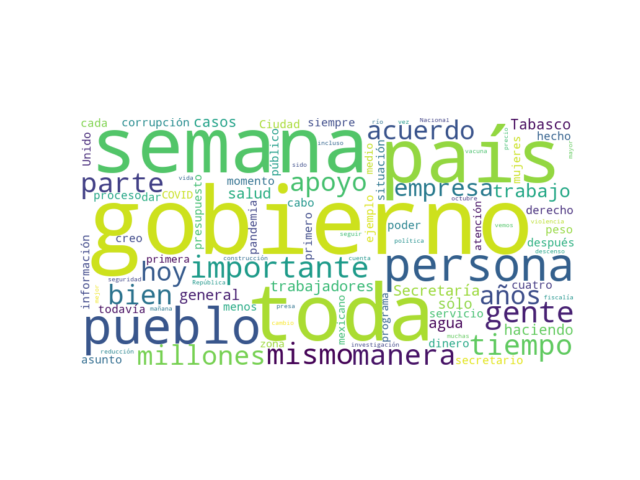 cada corrupción casos Ciudad siempre río vez Nacional Tabasco
Unido semana público incluso acuerdo país precio hecho
sido medio vacuna mujeres mayor
parte vida momento apoyo situación empresa trabajo
proceso dar COVID presupuesto salud cabo ejemplo octubre derecho
gobierno pandemia primero seguir poder política atención vamos violencia peso
creo después descenso
información primera construcción cuenta persona
hoy importante
seguridad República trabajadores Secretaría cuatro
bien general toda programa sólo años fiscalía
pueblo todavía mañana menos presa mexicano servicio gente
cambio agua haciendo
zona investigación dinero muchas tiempo
asunto reducción millones mismo manera secretario